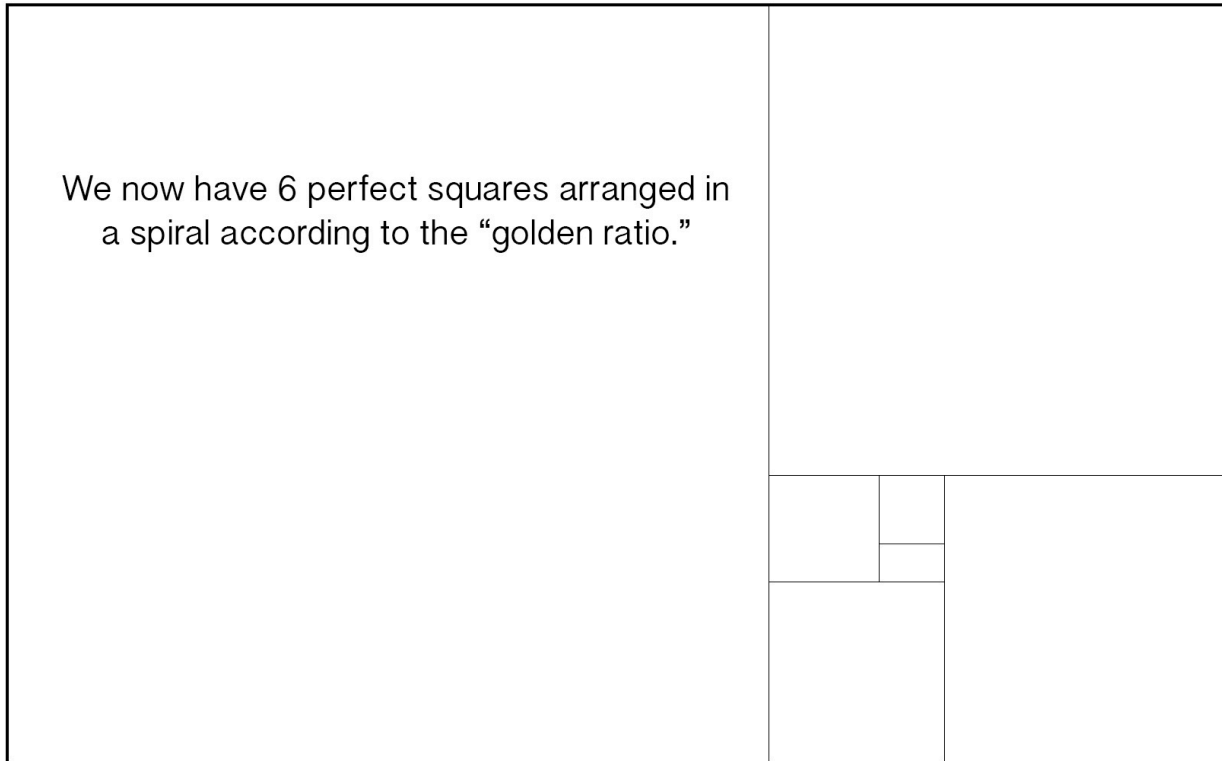 We now have 6 perfect squares arranged in
a spiral according to the “golden ratio.”